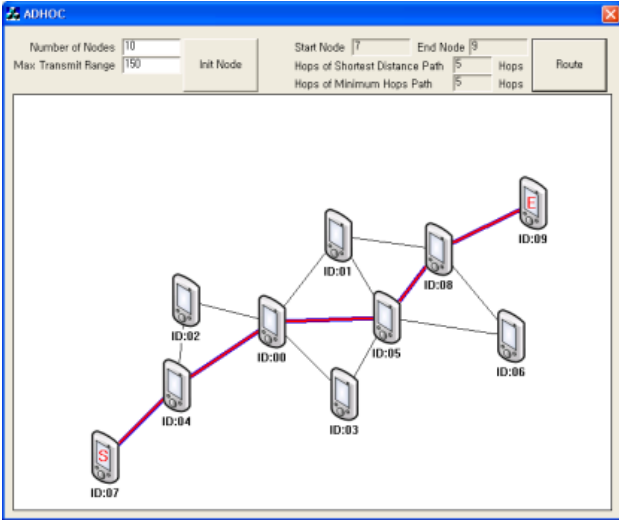 ADHOC
Number of Nodes 10
Max Transmit Range 150
Init Node
Start Node 7 End Node 9
Hops of Shortest Distance Path 5 Hops
Hops of Minimum Hops Path 5 Hops
Route
E
ID:09
ID:01
ID:08
ID:02
ID:00
ID:05
ID:06
ID:04
ID:03
S
ID:07